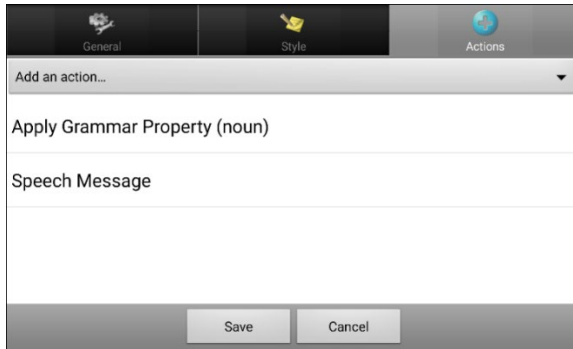 General
Style
Actions
Add an action...
Apply Grammar Property (noun)
Speech Message
Save
Cancel